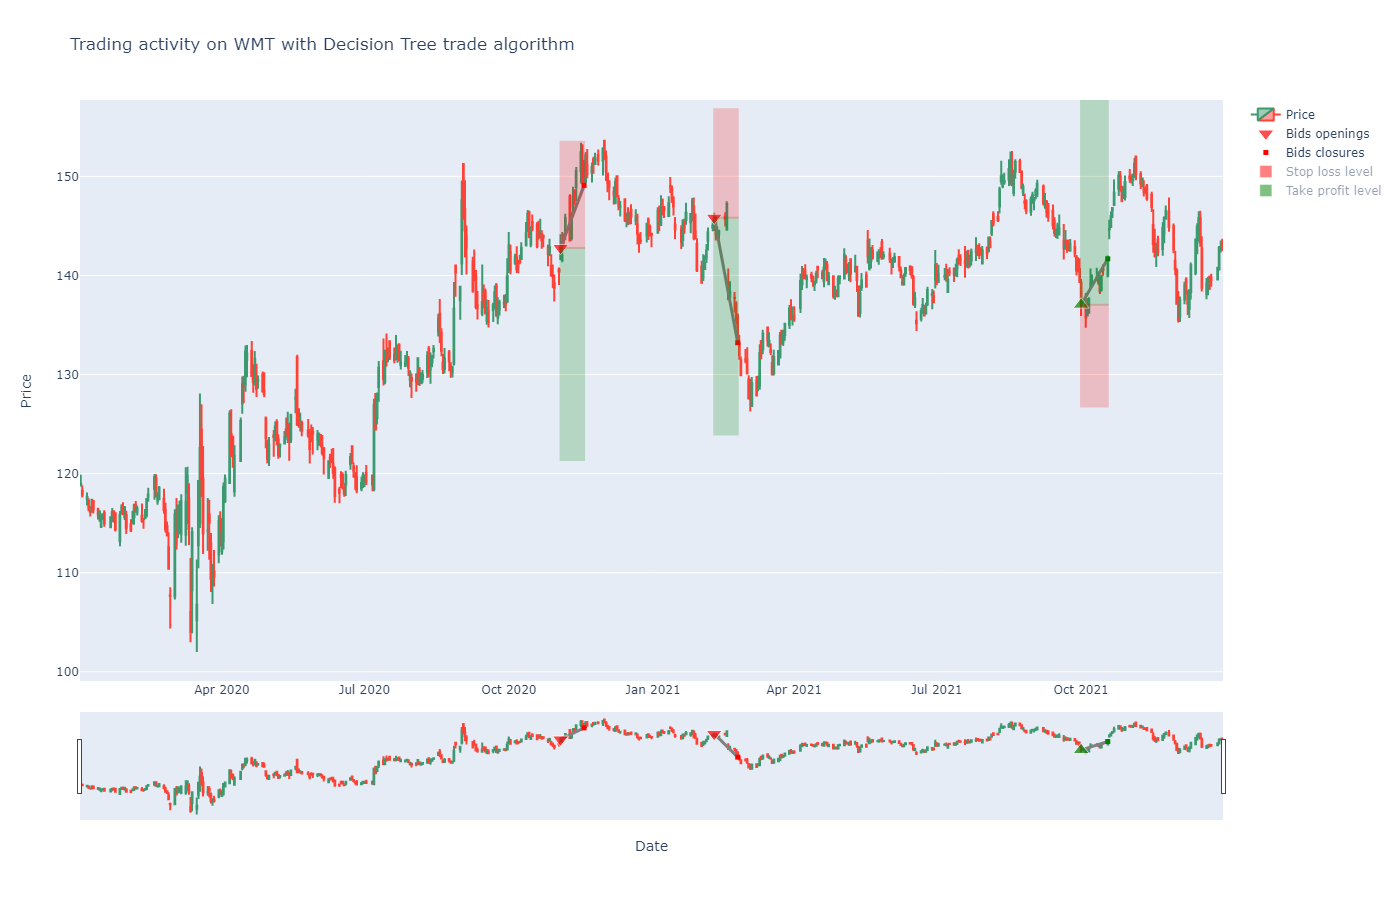 Trading activity on WMT with Decision Tree trade algorithm
Price
Bids openings
Bids closures
Stop loss level
Take profit level
Price
150
140
130
120
110
100
Apr 2020
Jul 2020
Oct 2020
Jan 2021
Apr 2021
Jul 2021
Oct 2021
Date